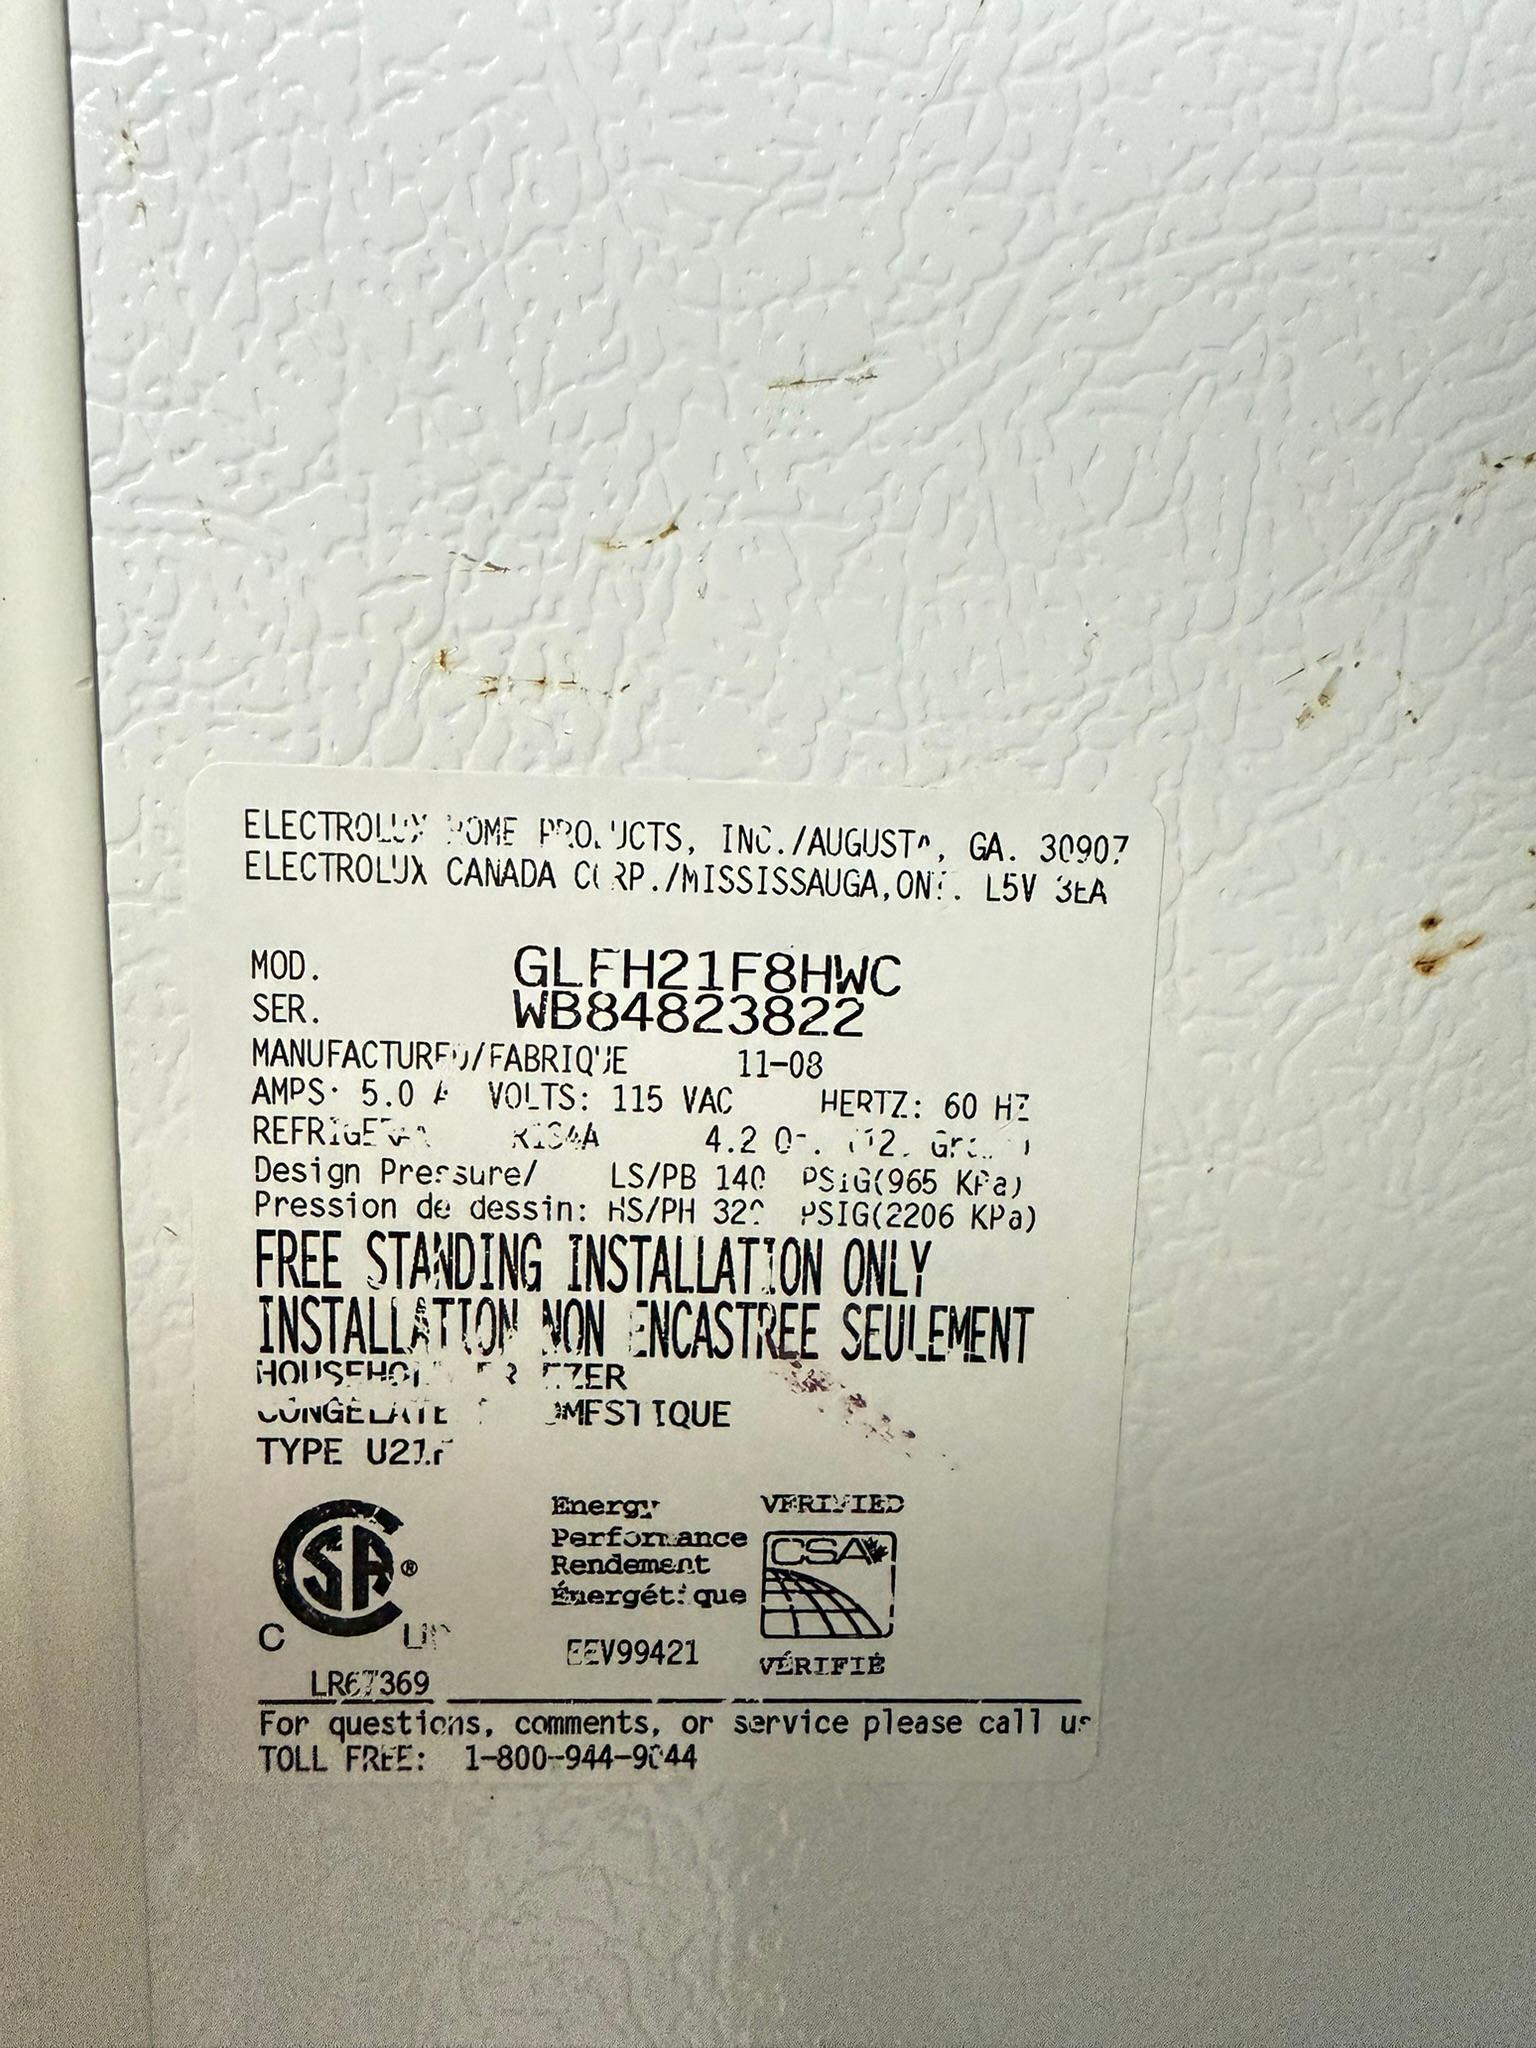 ELECTROLUX HOME PRODUCTS, INC./AUGUSTA, GA. 30907
ELECTROLUX CANADA CORP./MISSISSAUGA,ONT. L5V 3EA
MOD. GLFH21F8HWC
SER. WB84823822
MANUFACTURED/FABRIQUE 11-08
AMPS: 5.0 A VOLTS: 115 VAC HERTZ: 60 HZ
R134A 4.2
Design Pressure/ LS/PB 140 PSIG(965 KPa)
Pression de dessin: HS/PH PSIG(2206 KPa)
FREE STANDING INSTALLATION ONLY
INSTALLATION NON ENCASTREE SEULEMENT
HOUSEHOLD FREEZER
DOMESTIQUE
TYPE
CSA®
C US
LR67369
Energy
Performance
Rendement
Énergétique
EEV99421
VERIFIED
CSA
VÉRIFIÉ
For questions, comments, or service please call us
TOLL FREE: 1-800-944-9044